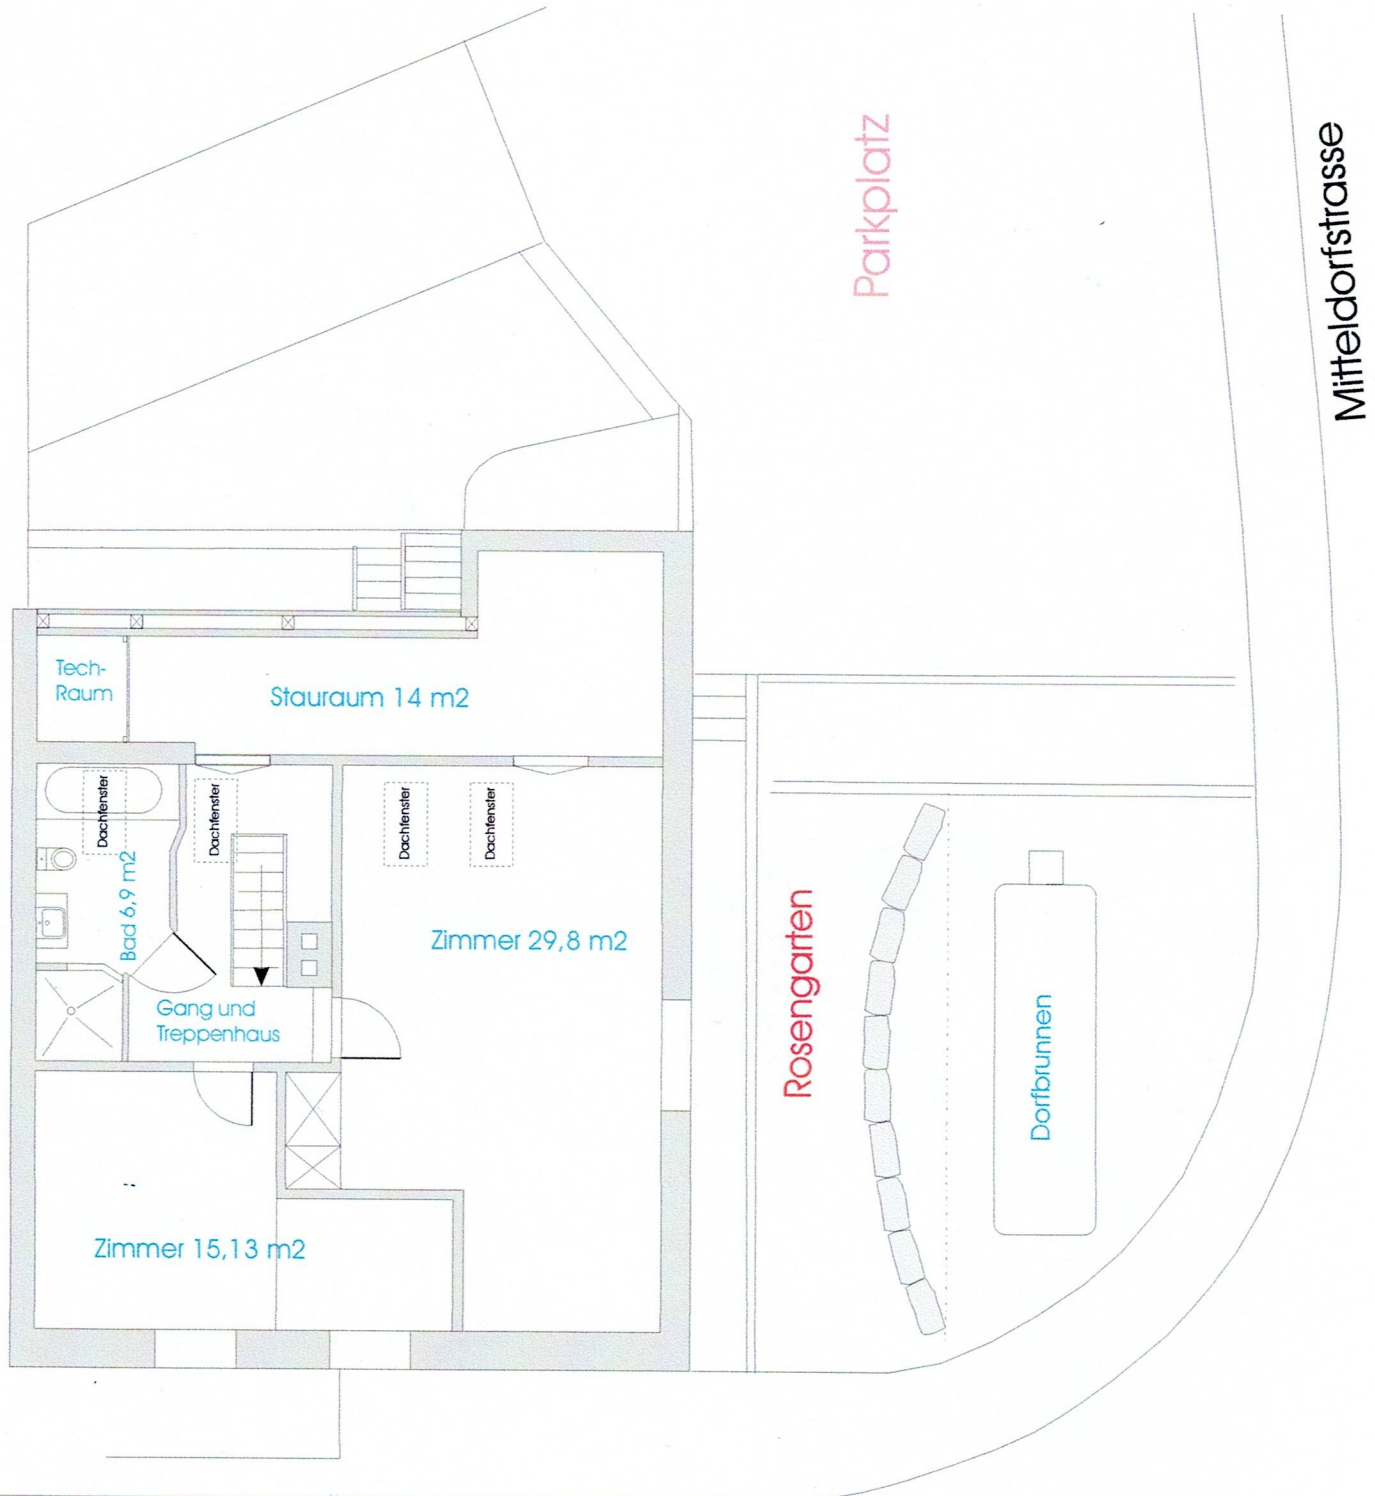 Parkplatz
Mitteldorfstrasse
Tech-
Raum
Stauraum 14 m2
Dachfenster
Dachfenster
Dachfenster
Dachfenster
Bad 6,9 m2
Zimmer 29,8 m2
Gang und
Treppenhaus
Rosengarten
Dorfbrunnen
Zimmer 15,13 m2